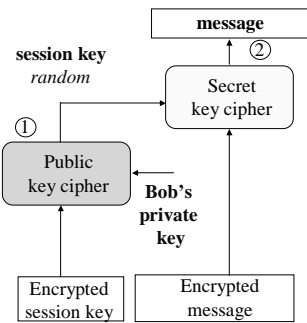 message
②
session key
random
Secret
key cipher
①
Public
key cipher
Bob's
private
key
Encrypted
session key
Encrypted
message